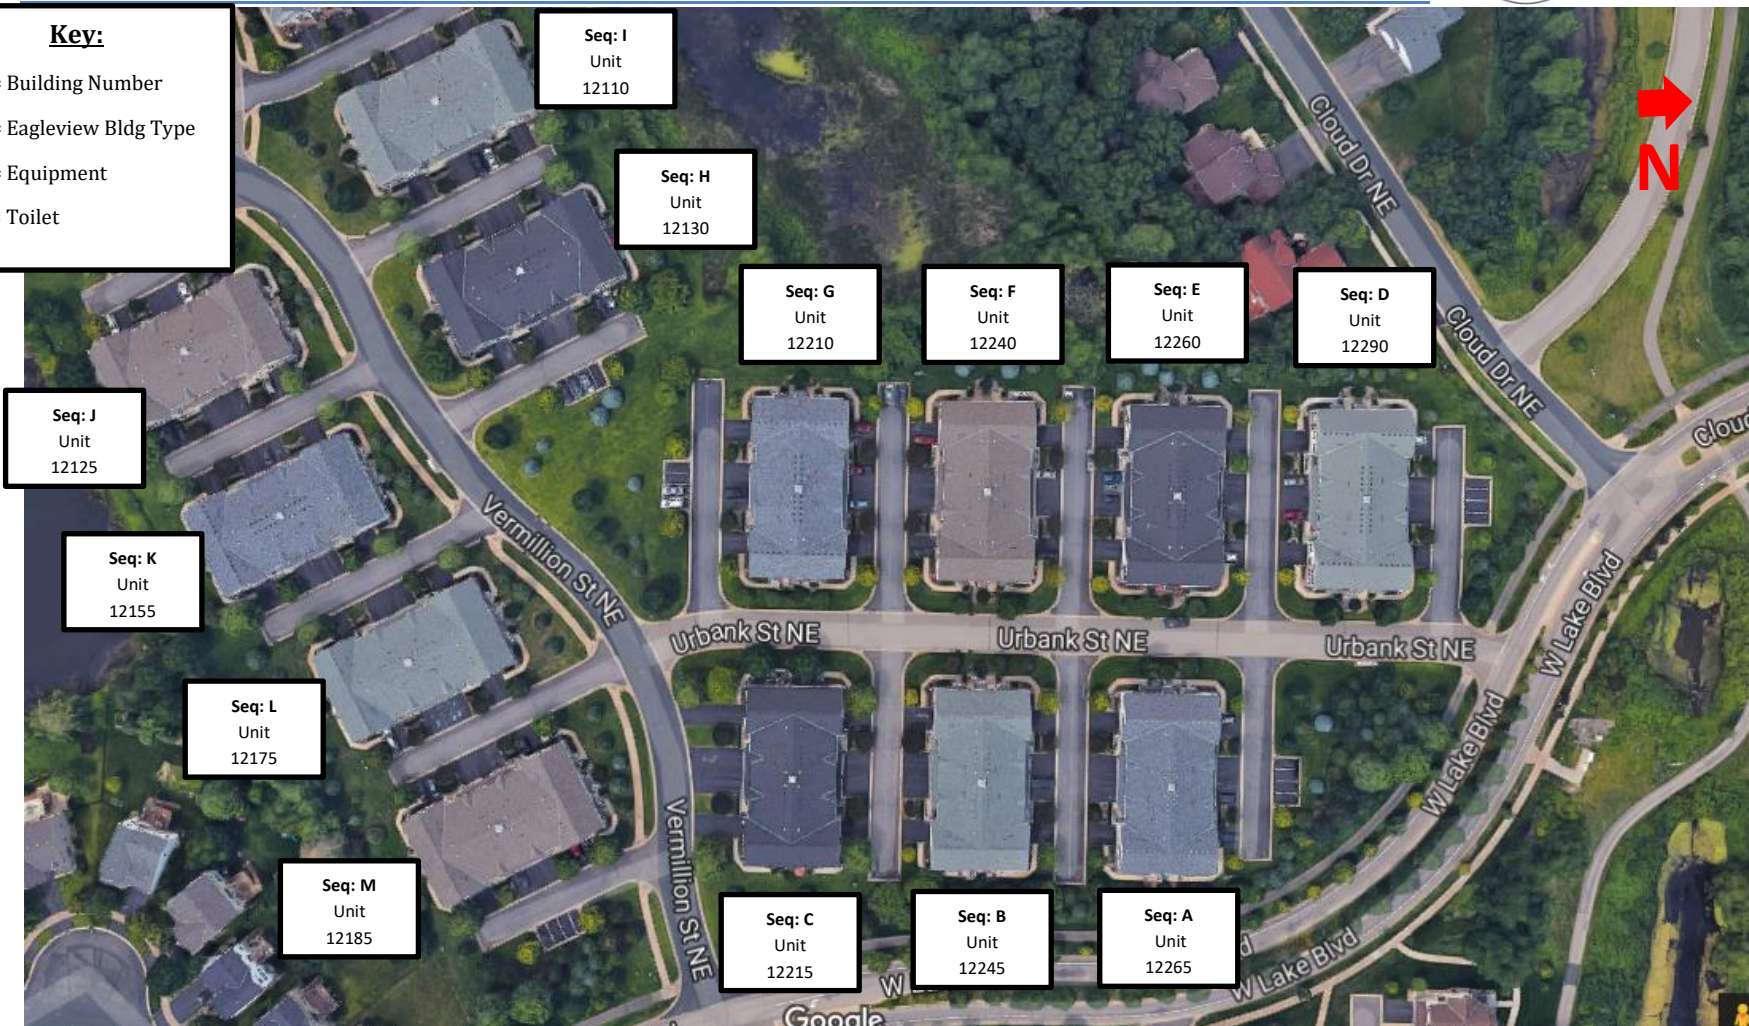 Key:
= Building Number
= Eagleview Bldg Type
= Equipment
= Toilet
Seq: I
Unit
12110
Seq: H
Unit
12130
Seq: G
Unit
12210
Seq: F
Unit
12240
Seq: E
Unit
12260
Seq: D
Unit
12290
Seq: J
Unit
12125
Seq: K
Unit
12155
Seq: L
Unit
12175
Seq: M
Unit
12185
Seq: C
Unit
12215
Seq: B
Unit
12245
Seq: A
Unit
12265
N
Cloud Dr NE
Cloud Dr NE
Cloud
Vermillion St NE
Urbank St NE
Urbank St NE
Urbank St NE
W Lake Blvd
W Lake Blvd
Vermillion St NE
W Lake Blvd
Google